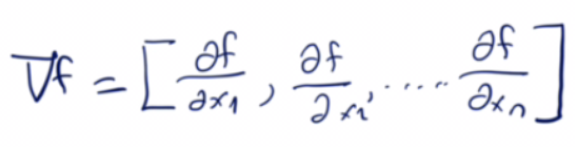 ∇f = [∂f/∂x₁, ∂f/∂x₂, ..... ∂f/∂xₙ]